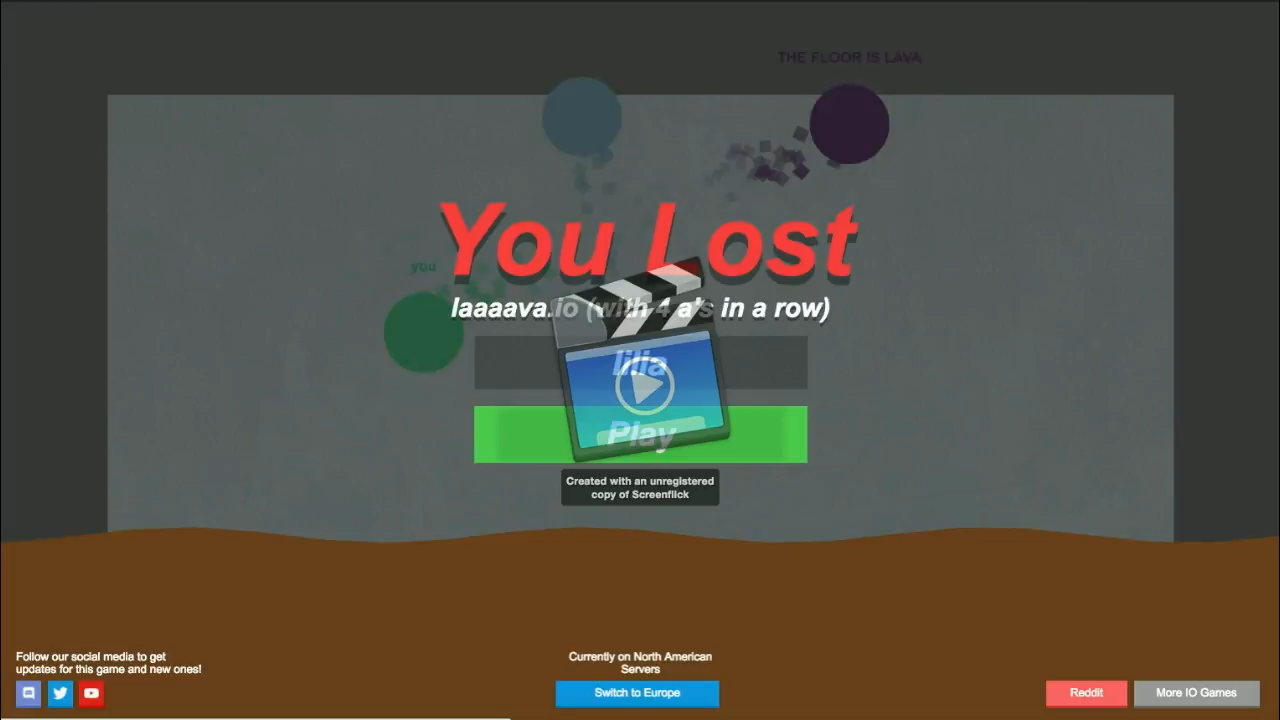 THE FLOOR IS LAVA
you
You Lost
laaaava.io (with 4 a's in a row)
lilia
Play
Created with an unregistered
copy of Screenflick
Follow our social media to get
updates for this game and new ones!
Currently on North American
Servers
Switch to Europe
Reddit
More IO Games